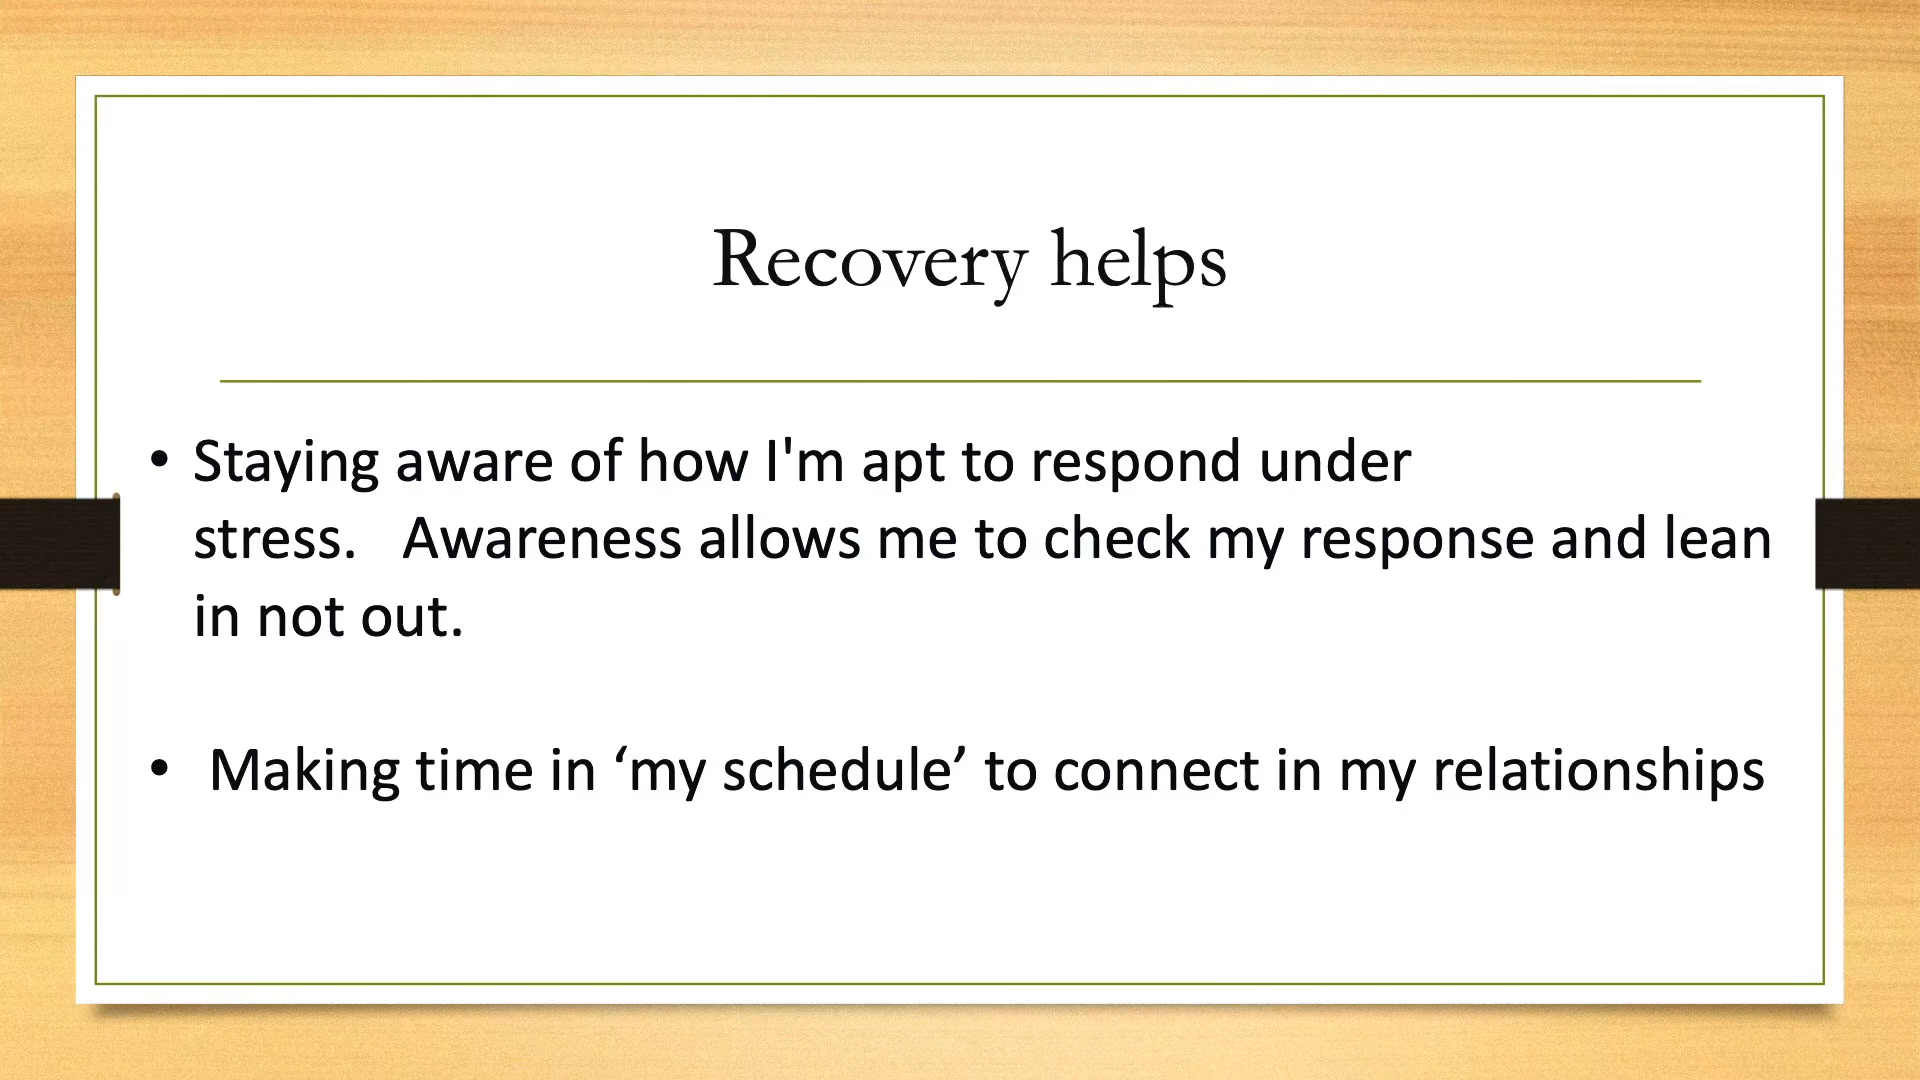 Recovery helps
• Staying aware of how I'm apt to respond under
stress.   Awareness allows me to check my response and lean
in not out.
• Making time in ‘my schedule’ to connect in my relationships